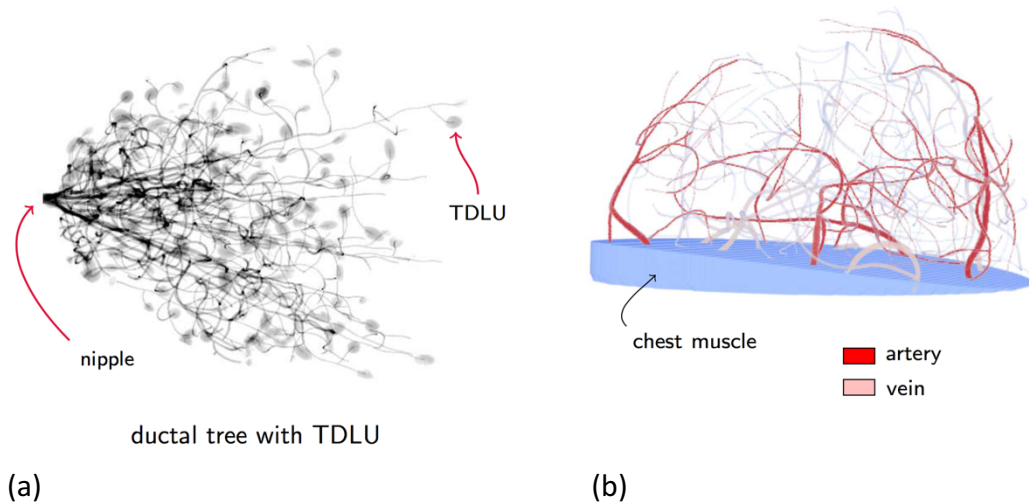 TDLU
nipple
ductal tree with TDLU
(a)
chest muscle
artery
vein
(b)